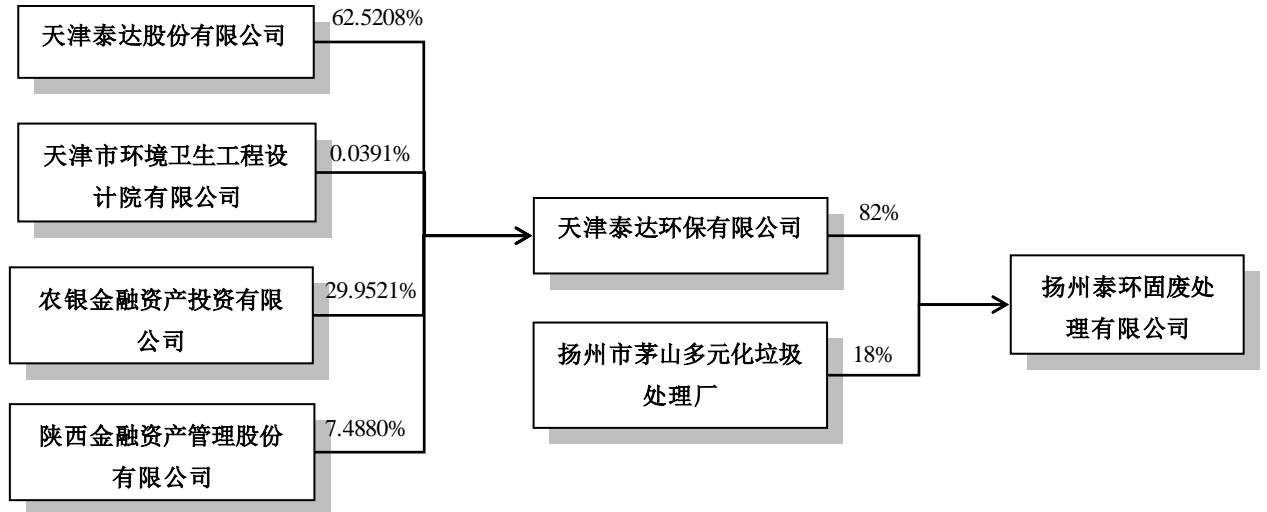 天津泰达股份有限公司
62.5208%
天津市环境卫生工程设
计院有限公司
0.0391%
农银金融资产投资有限
公司
29.9521%
陕西金融资产管理股份
有限公司
7.4880%
天津泰达环保有限公司
82%
扬州市茅山多元化垃圾
处理厂
18%
扬州泰环固废处
理有限公司